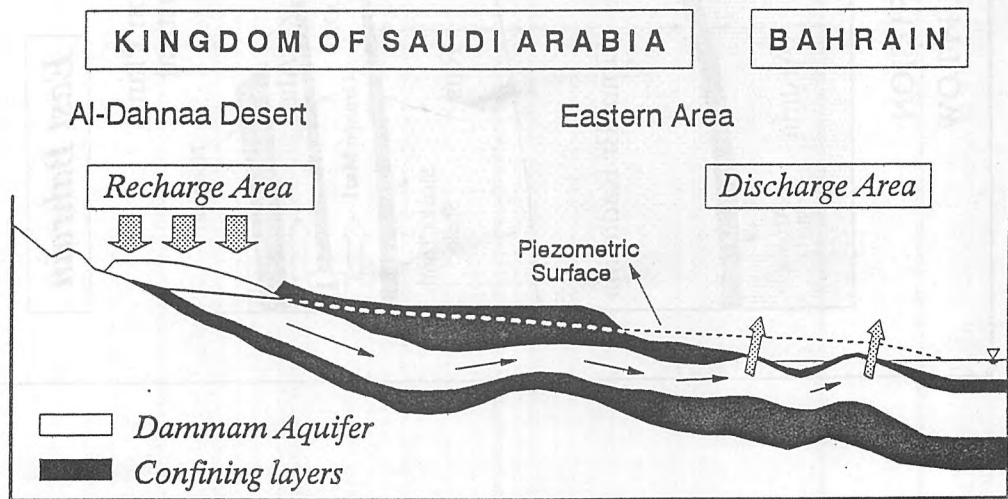 KINGDOM OF SAUDI ARABIA
BAHRAIN
Al-Dahnaa Desert
Eastern Area
Recharge Area
Discharge Area
Piezometric
Surface
Dammam Aquifer
Confining layers